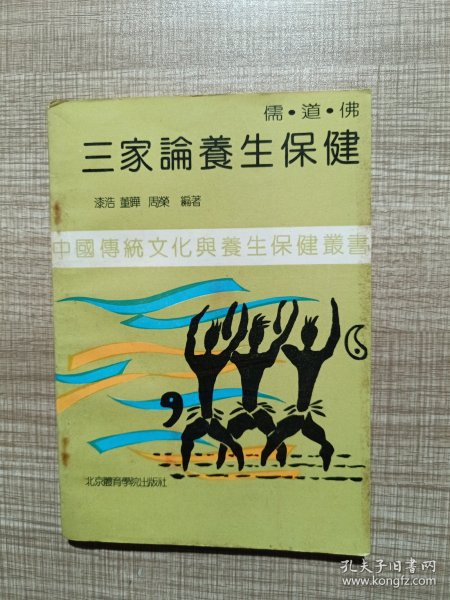 儒·道·佛
三家論養生保健
漆浩 董曄 周榮 編著
中國傳統文化與養生保健叢書
北京體育學院出版社
孔夫子旧书网
www.kongfz.com